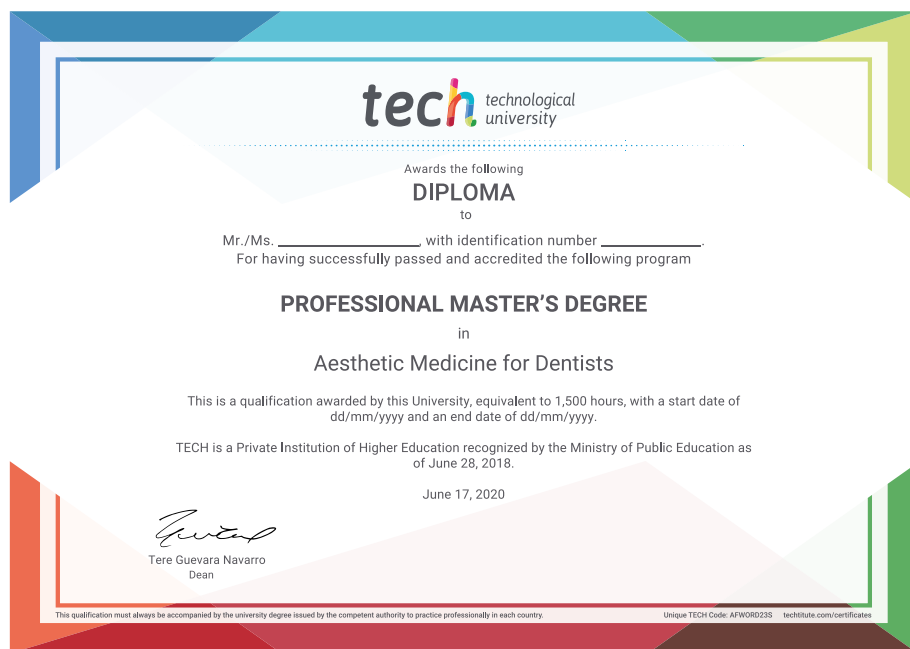 tech technological
university
Awards the following
DIPLOMA
to
Mr./Ms. ________________, with identification number ____________.
For having successfully passed and accredited the following program
PROFESSIONAL MASTER'S DEGREE
in
Aesthetic Medicine for Dentists
This is a qualification awarded by this University, equivalent to 1,500 hours, with a start date of
dd/mm/yyyy and an end date of dd/mm/yyyy.
TECH is a Private Institution of Higher Education recognized by the Ministry of Public Education as
of June 28, 2018.
June 17, 2020
Tere Guevara Navarro
Dean
This qualification must always be accompanied by the university degree issued by the competent authority to practice professionally in each country. Unique TECH Code: AFWORD23S techtitute.com/certificates